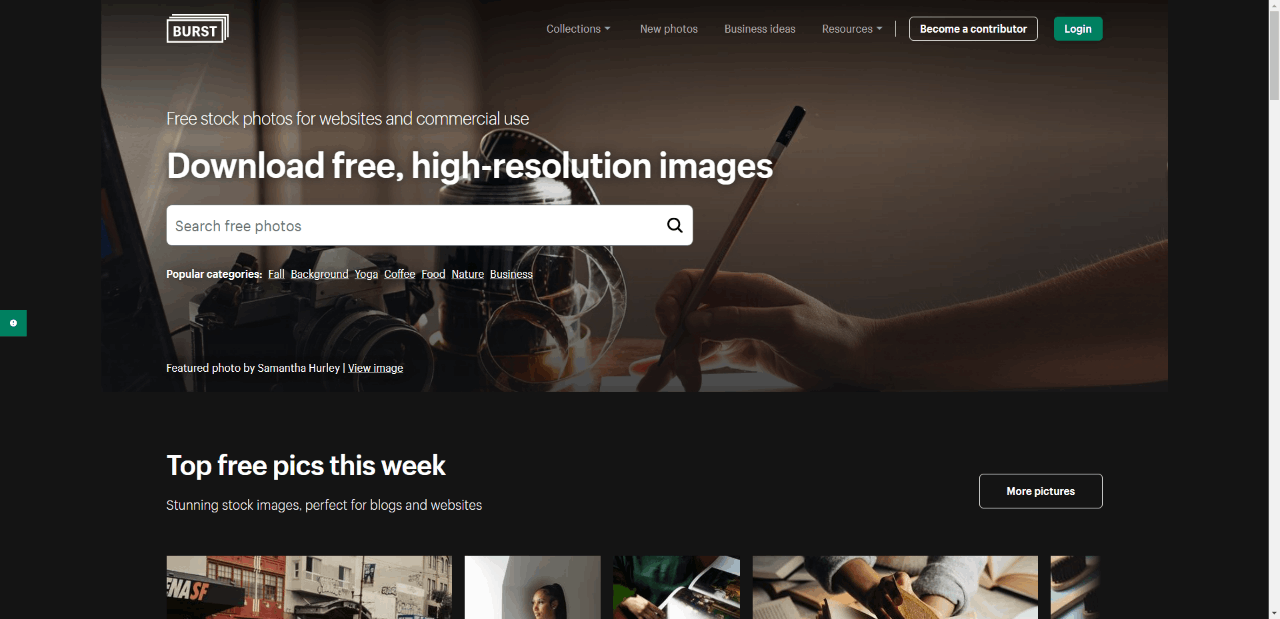 BURST
Collections
New photos
Business ideas
Resources
Become a contributor
Login
Free stock photos for websites and commercial use
Download free, high-resolution images
Search free photos
Popular categories: Fall Background Yoga Coffee Food Nature Business
Featured photo by Samantha Hurley | View image
Top free pics this week
Stunning stock images, perfect for blogs and websites
More pictures
ENASF